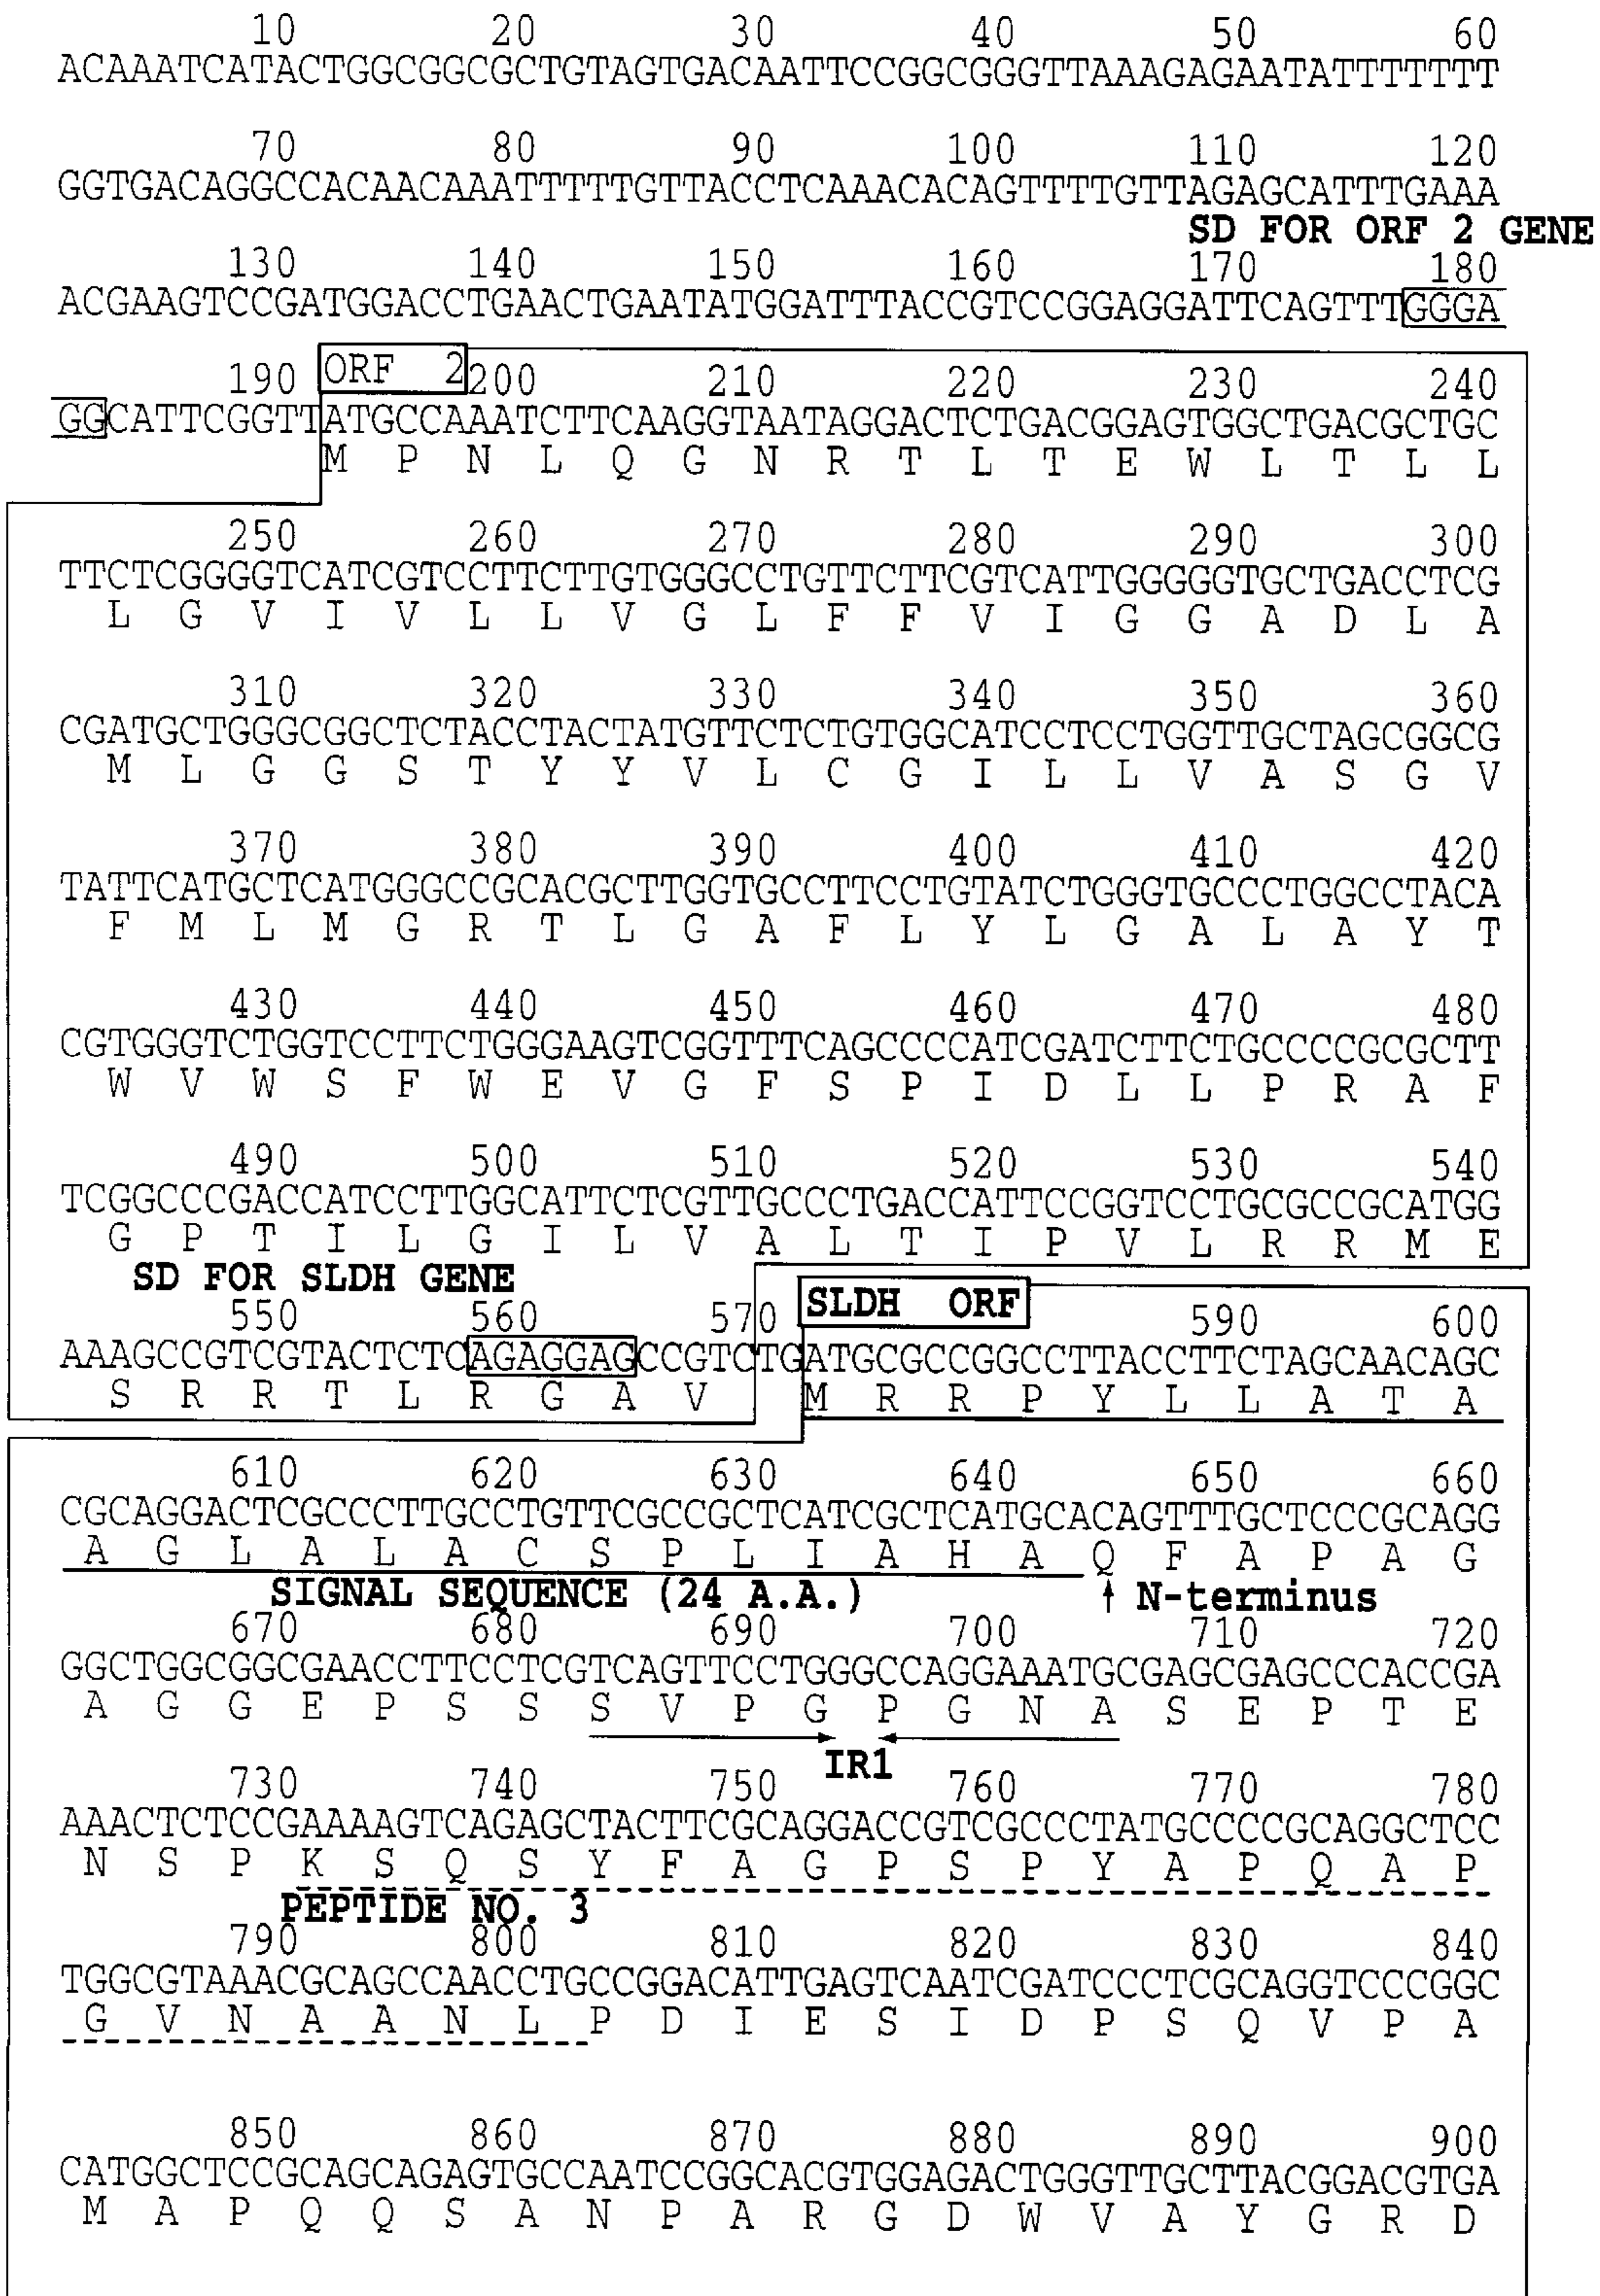 10 20 30 40 50 60
ACAAATCATACTGGCGGCGCTGTAGTGACAATTCCGGCGGGTTAAAGAGAATATTTTTTT
70 80 90 100 110 120
GGTGACAGGCCACAACAAATTTTTGTTACCTCAAACACAGTTTTGTTAGAGCATTTGAAA
SD FOR ORF 2 GENE
130 140 150 160 170 180
ACGAAGTCCGATGGACCTGAACTGAATATGGATTTACCGTCCGGAGGATTCAGTTTGGGA
190 ORF 2 200 210 220 230 240
GGCATTCGGTTATGCCAAATCTTCAAGGTAATAGGACTCTGACGGAGTGGCTGACGCTGC
M P N L Q G N R T L T E W L T L L
250 260 270 280 290 300
TTCTCGGGGTCATCGTCCTTCTTGTGGGCCTGTTCTTCGTCATTGGGGGTGCTGACCTCG
L G V I V L L V G L F F V I G G A D L A
310 320 330 340 350 360
CGATGCTGGGCGGCTCTACCTACTATGTTCTCTGTGGCATCCTCCTGGTTGCTAGCGGCG
M L G G S T Y Y V L C G I L L V A S G V
370 380 390 400 410 420
TATTCATGCTCATGGGCCGCACGCTTGGTGCCTTCCTGTATCTGGGTGCCCTGGCCTACA
F M L M G R T L G A F L Y L G A L A Y T
430 440 450 460 470 480
CGTGGGTCTGGTCCTTCTGGGAAGTCGGTTTCAGCCCCATCGATCTTCTGCCCCGCGCTT
W V W S F W E V G F S P I D L L P R A F
490 500 510 520 530 540
TCGGCCCGACCATCCTTGGCATTCTCGTTGCCCTGACCATTCCGGTCCTGCGCCGCATGG
G P T I L G I L V A L T I P V L R R M E
SD FOR SLDH GENE
550 560 570 SLDH ORF 590 600
AAAGCCGTCGTACTCTCAGAGGAGCCGTCTGATGCGCCGGCCTTACCTTCTAGCAACAGC
S R R T L R G A V M R R P Y L L A T A
610 620 630 640 650 660
CGCAGGACTCGCCCTTGCCTGTTCGCCGCTCATCGCTCATGCACAGTTTGCTCCCGCAGG
A G L A L A C S P L I A H A Q F A P A G
SIGNAL SEQUENCE (24 A.A.) ↑ N-terminus
670 680 690 700 710 720
GGCTGGCGGCGAACCTTCCTCGTCAGTTCCTGGGCCAGGAAATGCGAGCGAGCCCACCGA
A G G E P S S S V P G P G N A S E P T E
IR1
730 740 750 760 770 780
AAACTCTCCGAAAAGTCAGAGCTACTTCGCAGGACCGTCGCCCTATGCCCCGCAGGCTCC
N S P K S Q S Y F A G P S P Y A P Q A P
PEPTIDE NO. 3
790 800 810 820 830 840
TGGCGTAAACGCAGCCAACCTGCCGGACATTGAGTCAATCGATCCCTCGCAGGTCCCGGC
G V N A A N L P D I E S I D P S Q V P A
850 860 870 880 890 900
CATGGCTCCGCAGCAGAGTGCCAATCCGGCACGTGGAGACTGGGTTGCTTACGGACGTGA
M A P Q Q S A N P A R G D W V A Y G R D